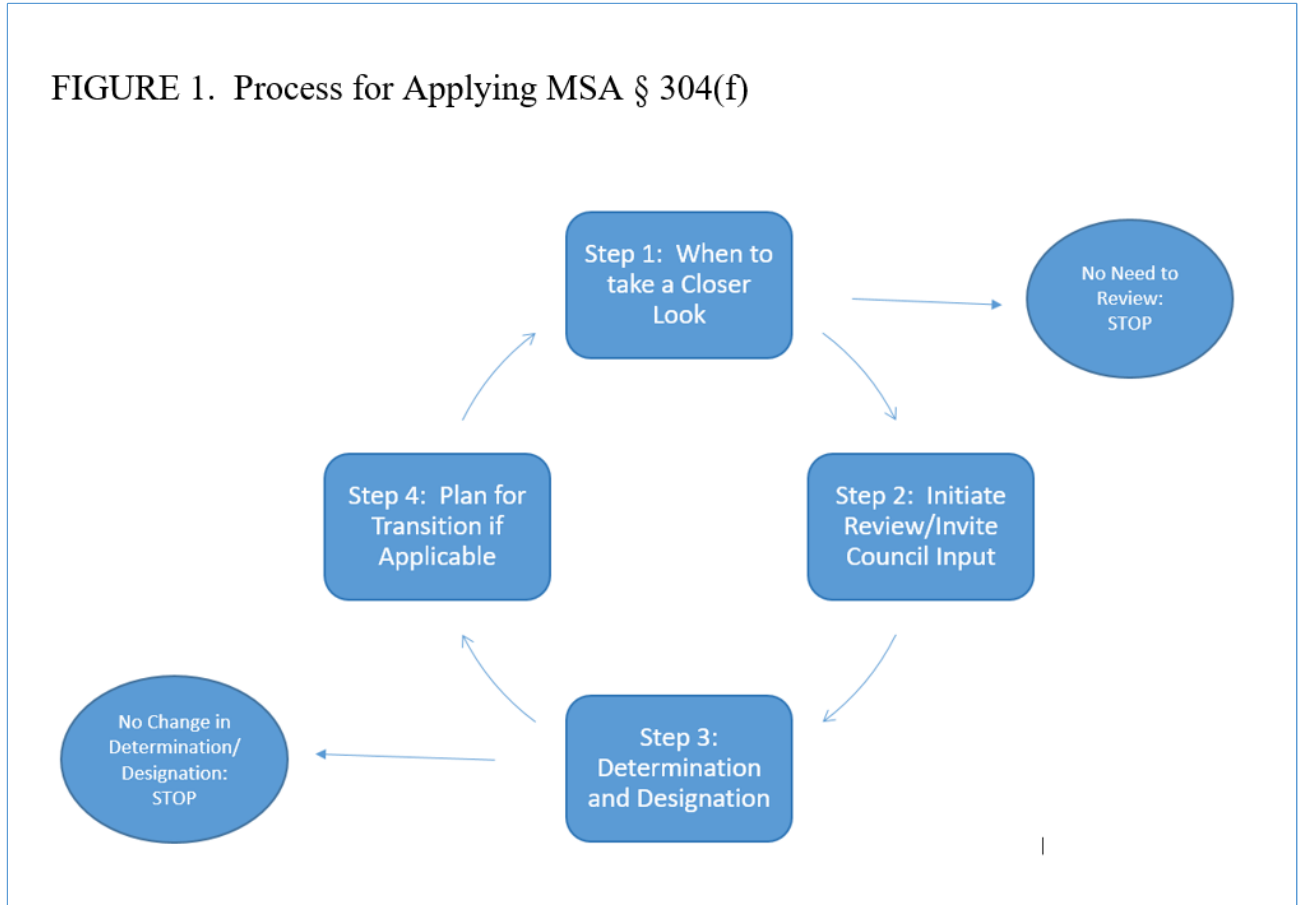 FIGURE 1.  Process for Applying MSA § 304(f)
Step 1:  When to
take a Closer
Look
No Need to
Review:
STOP
Step 2:  Initiate
Review/Invite
Council Input
Step 3:
Determination
and Designation
No Change in
Determination/
Designation:
STOP
Step 4:  Plan for
Transition if
Applicable